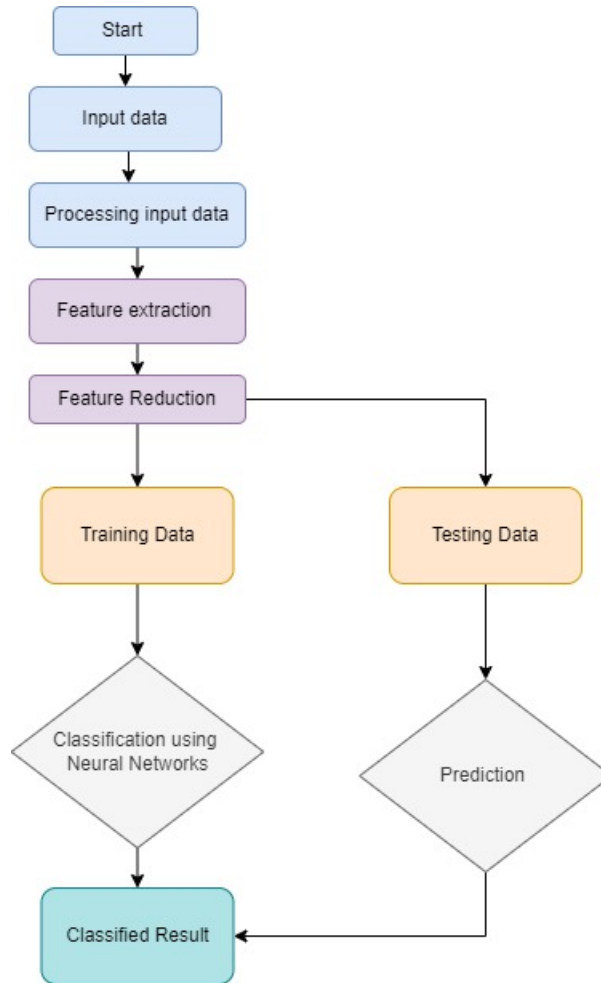 Start
Input data
Processing input data
Feature extraction
Feature Reduction
Training Data
Testing Data
Classification using
Neural Networks
Prediction
Classified Result